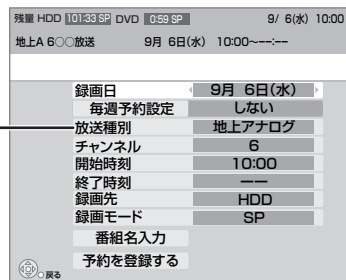 残量 HDD 101:33 SP DVD 0:59 SP 9/ 6(水) 10:00
地上A 6○○放送 9月 6日(水) 10:00~--:--
録画日 9月 6日(水)
毎週予約設定 しない
放送種別 地上アナログ
チャンネル 6
開始時刻 10:00
終了時刻 ーー
録画先 HDD
録画モード SP
番組名入力
予約を登録する
戻る